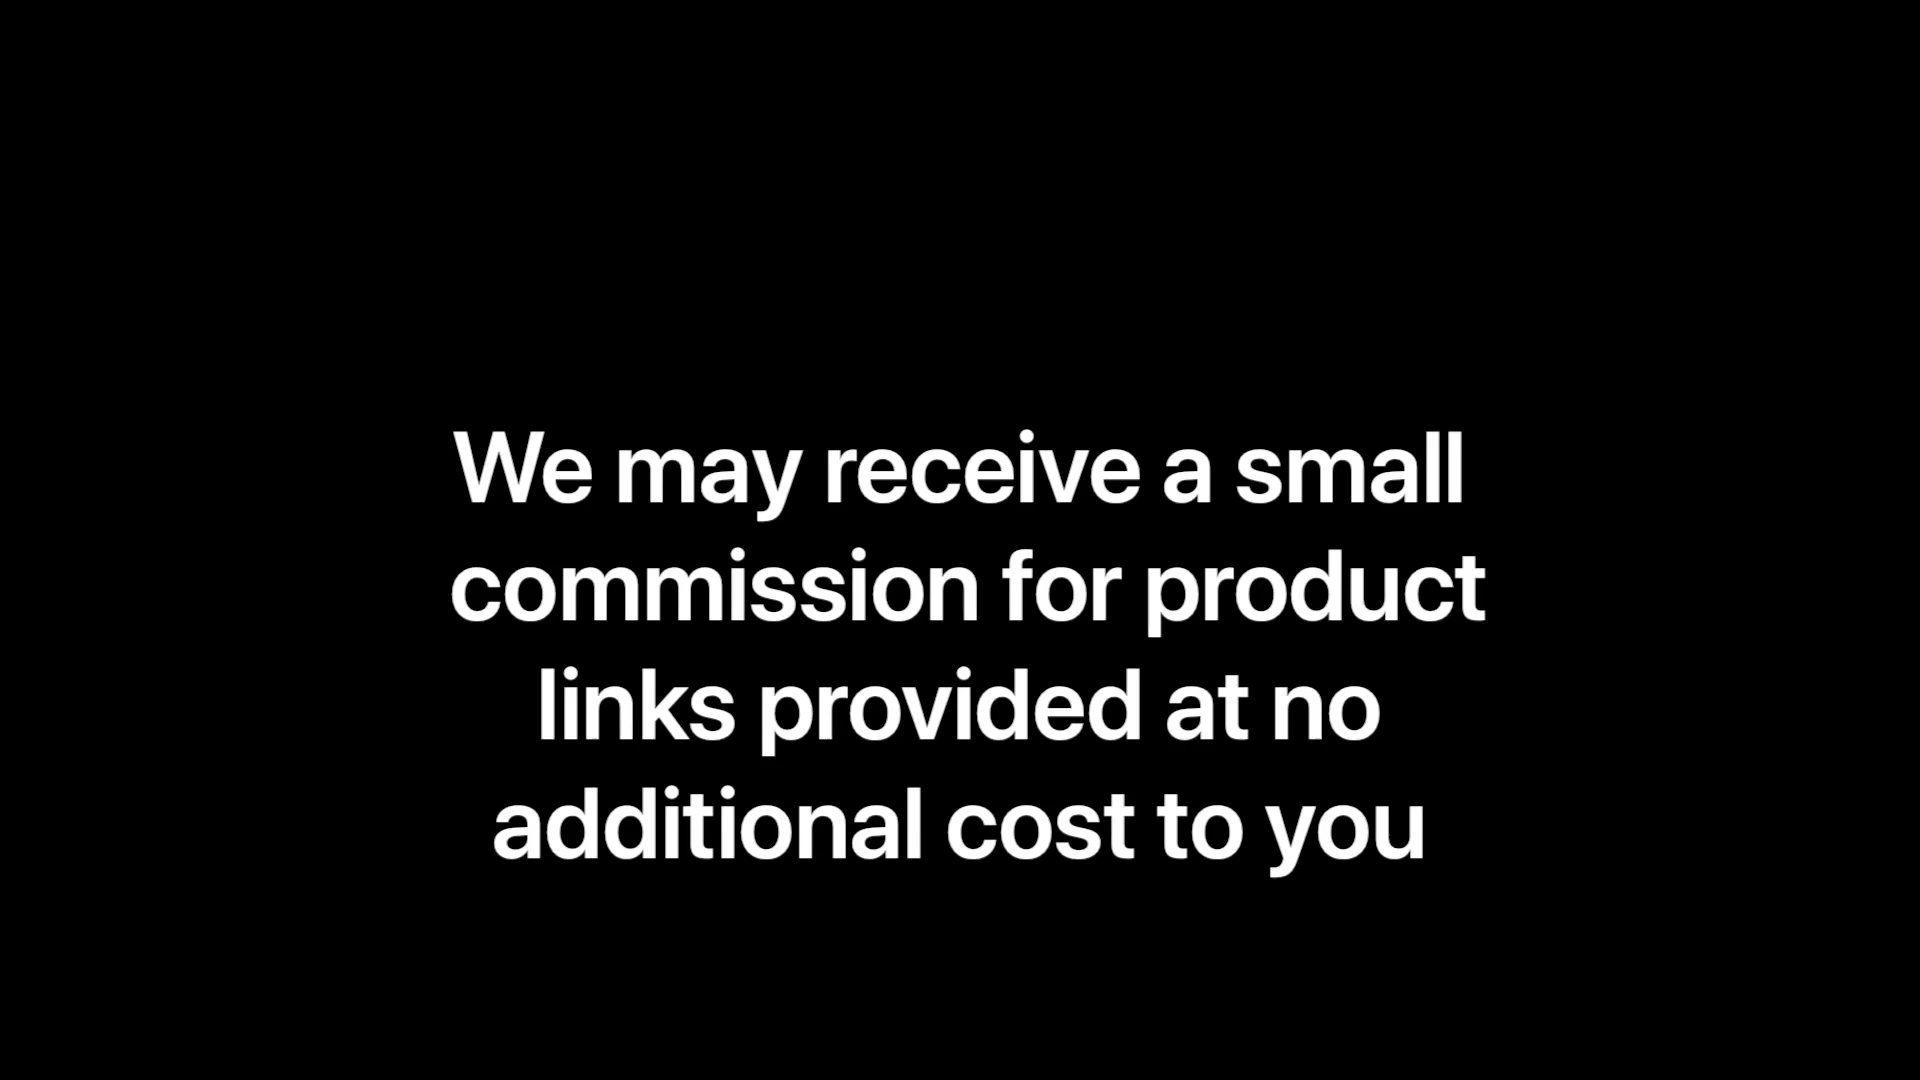 We may receive a small
commission for product
links provided at no
additional cost to you